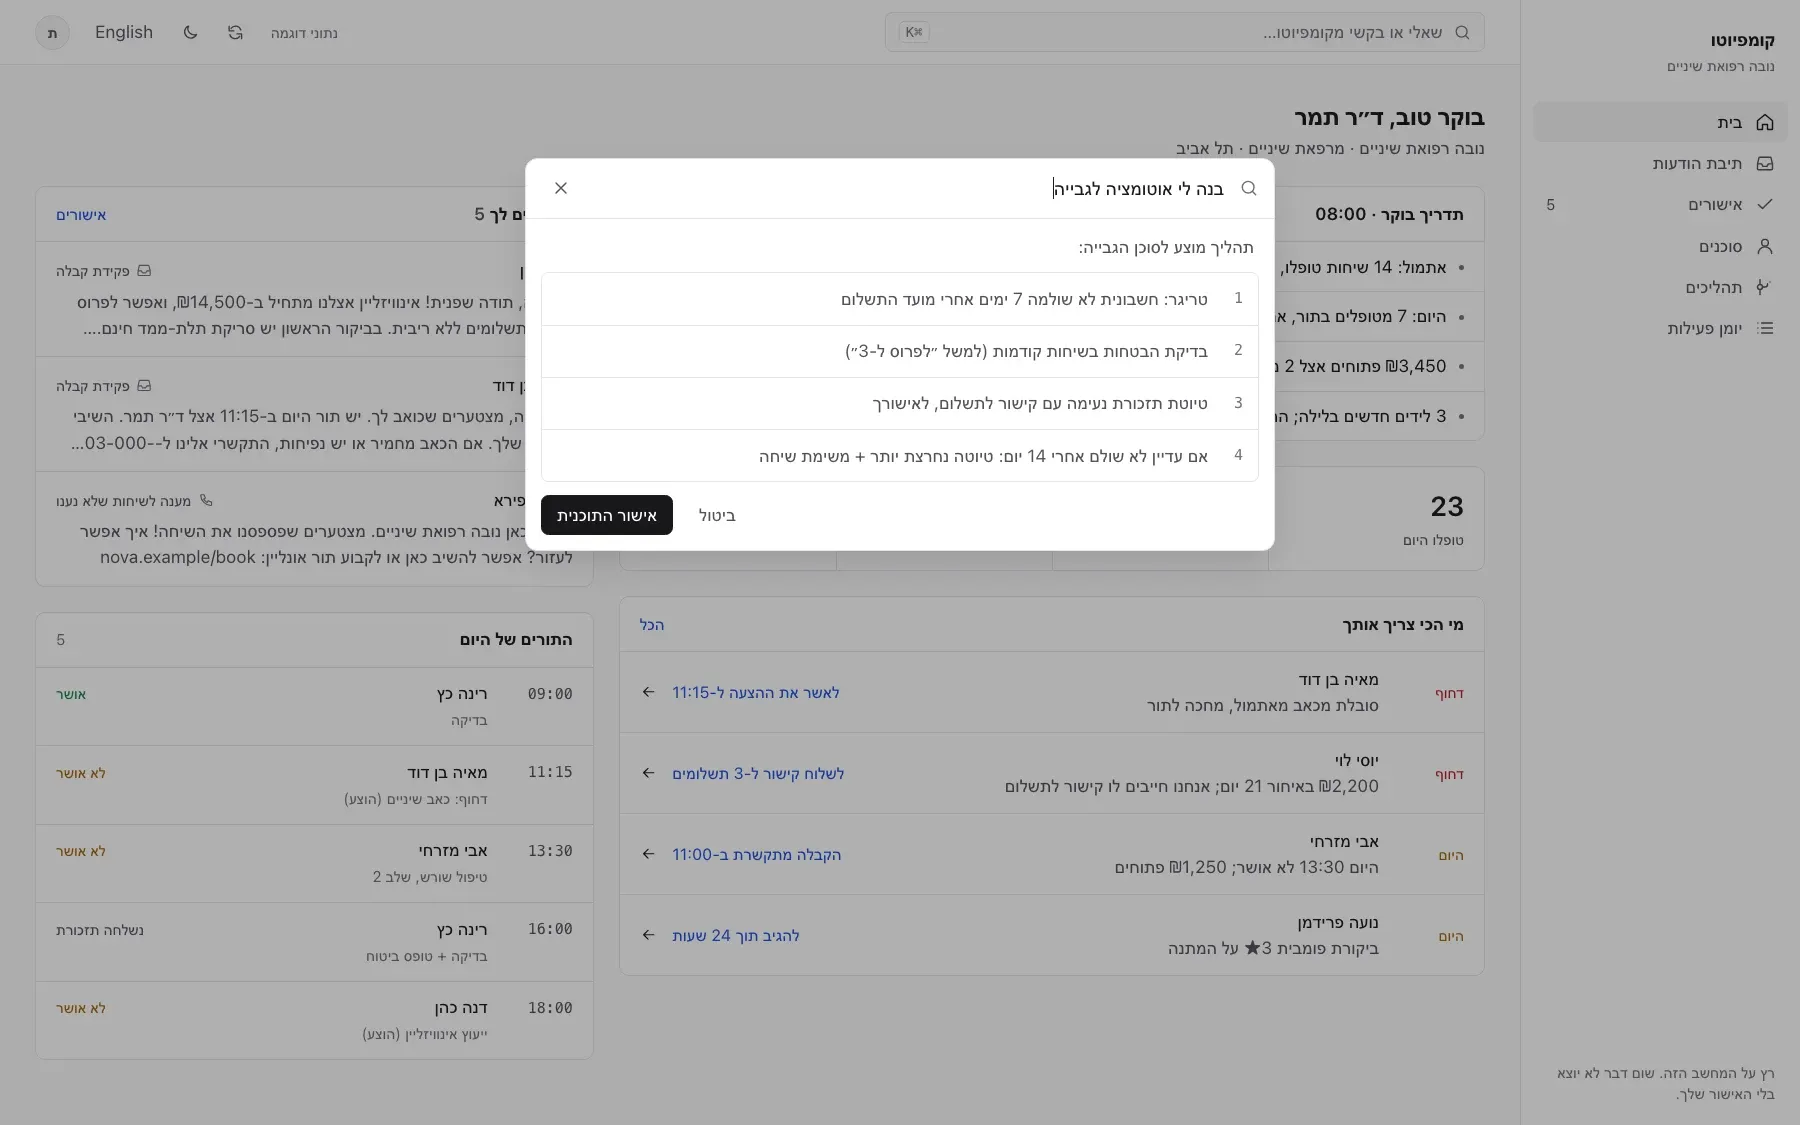 קומפיוטו
נובה רפואת שיניים
בית
תיבת הודעות
אישורים
5
סוכנים
תהליכים
יומן פעילות
רץ על המחשב הזה. שום דבר לא יוצא
בלי האישור שלך.
שאלי או בקשי מקומפיוטו...
⌘K
נתוני דוגמה
English
ת
בוקר טוב, ד״ר תמר
נובה רפואת שיניים · מרפאת שיניים · תל אביב
בנה לי אוטומציה לגבייה
תהליך מוצע לסוכן הגבייה:
1 טריגר: חשבונית לא שולמה 7 ימים אחרי מועד התשלום
2 בדיקת הבטחות בשיחות קודמות (למשל ״לפרוס ל-3״)
3 טיוטת תזכורת נעימה עם קישור לתשלום, לאישורך
4 אם עדיין לא שולם אחרי 14 יום: טיוטה נחרצת יותר + משימת שיחה
ביטול
אישור התוכנית
תדריך בוקר · 08:00
אתמול: 14 שיחות טופלו,
היום: 7 מטופלים בתור,
₪3,450 פתוחים אצל 2
3 לידים חדשים בלילה;
23
טופלו היום
מי הכי צריך אותך
הכל
דחוף
מאיה בן דוד
סובלת מכאב מאתמול, מחכה לתור
לאשר את ההצעה ל-11:15
דחוף
יוסי לוי
₪2,200 באיחור 21 יום; אנחנו חייבים לו קישור לתשלום
לשלוח קישור ל-3 תשלומים
היום
אבי מזרחי
היום 13:30 לא אושר; ₪1,250 פתוחים
הקבלה מתקשרת ב-11:00
היום
נועה פרידמן
ביקורת פומבית 3★ על המתנה
להגיב תוך 24 שעות
לך 5
אישורים
פקידת קבלה
תודה שפנית! אינוויזליין אצלנו מתחיל ב-₪14,500, ואפשר לפרוס
תשלומים ללא ריבית. בביקור הראשון יש סריקת תלת-ממד חינם....
דוד
פקידת קבלה
מצטערים שכואב לך. יש תור היום ב-11:15 אצל ד״ר תמר. השיבי
שלך. אם הכאב מחמיר או יש נפיחות, התקשרי אלינו ל-03-000-...
מענה לשיחות שלא נענו
כאן נובה רפואת שיניים. מצטערים שפספסנו את השיחה! איך אפשר
לעזור? אפשר להשיב כאן או לקבוע תור אונליין: nova.example/book
התורים של היום
5
09:00
רינה כץ
בדיקה
אושר
11:15
מאיה בן דוד
דחוף: כאב שיניים (הוצע)
לא אושר
13:30
אבי מזרחי
טיפול שורש, שלב 2
לא אושר
16:00
רינה כץ
בדיקה + טופס ביטוח
נשלחה תזכורת
18:00
דנה כהן
ייעוץ אינוויזליין (הוצע)
לא אושר